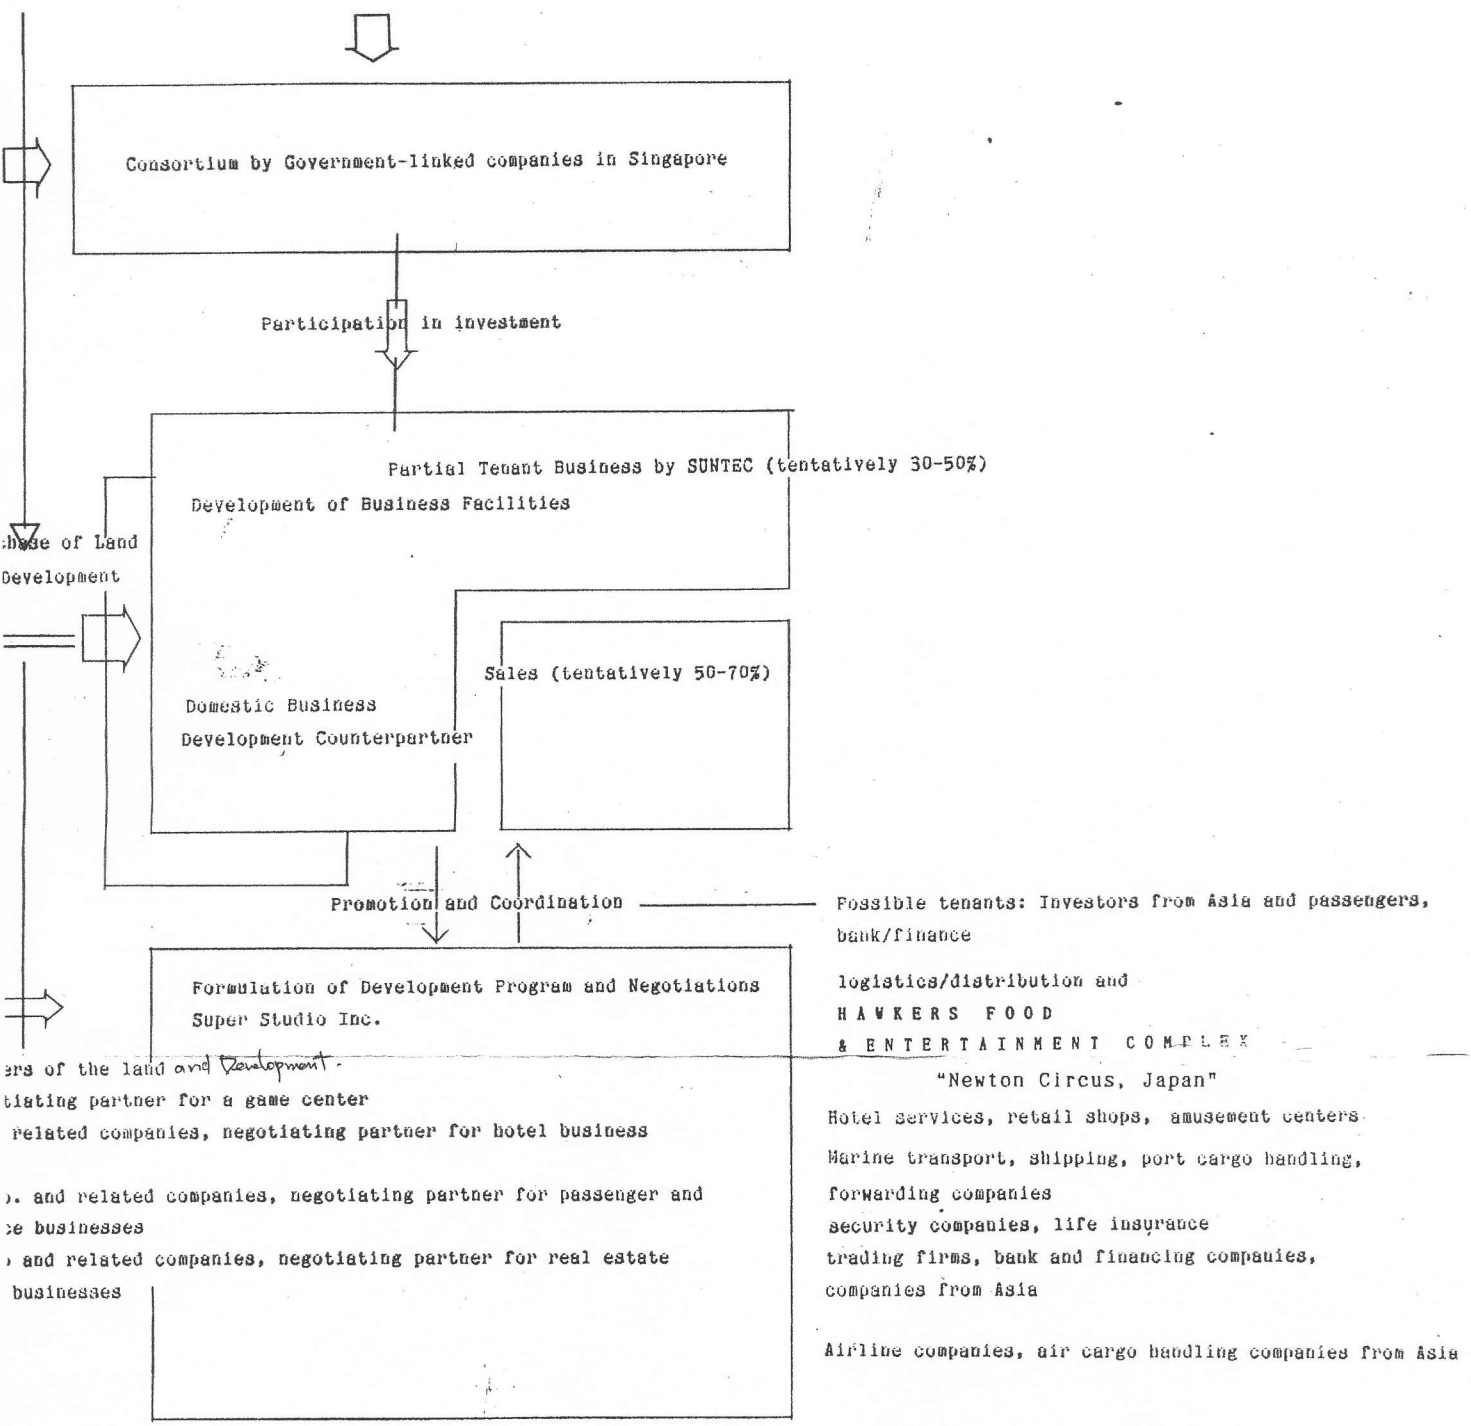 Consortium by Government-linked companies in Singapore
Participation in investment
Partial Tenant Business by SUNTEC (tentatively 30-50%)
Development of Business Facilities
of Land
Development
Sales (tentatively 50-70%)
Domestic Business
Development Counterpartner
Promotion and Coordination
Possible tenants: Investors from Asia and passengers,
bank/finance
logistics/distribution and
HAWKERS FOOD
& ENTERTAINMENT COMPLEX
"Newton Circus, Japan"
Hotel services, retail shops, amusement centers
Marine transport, shipping, port cargo handling,
forwarding companies
security companies, life insurance
trading firms, bank and financing companies,
companies from Asia
Airline companies, air cargo handling companies from Asia
Formulation of Development Program and Negotiations
Super Studio Inc.
of the land and Development.
partner for a game center
related companies, negotiating partner for hotel business
and related companies, negotiating partner for passenger and
businesses
and related companies, negotiating partner for real estate
businesses